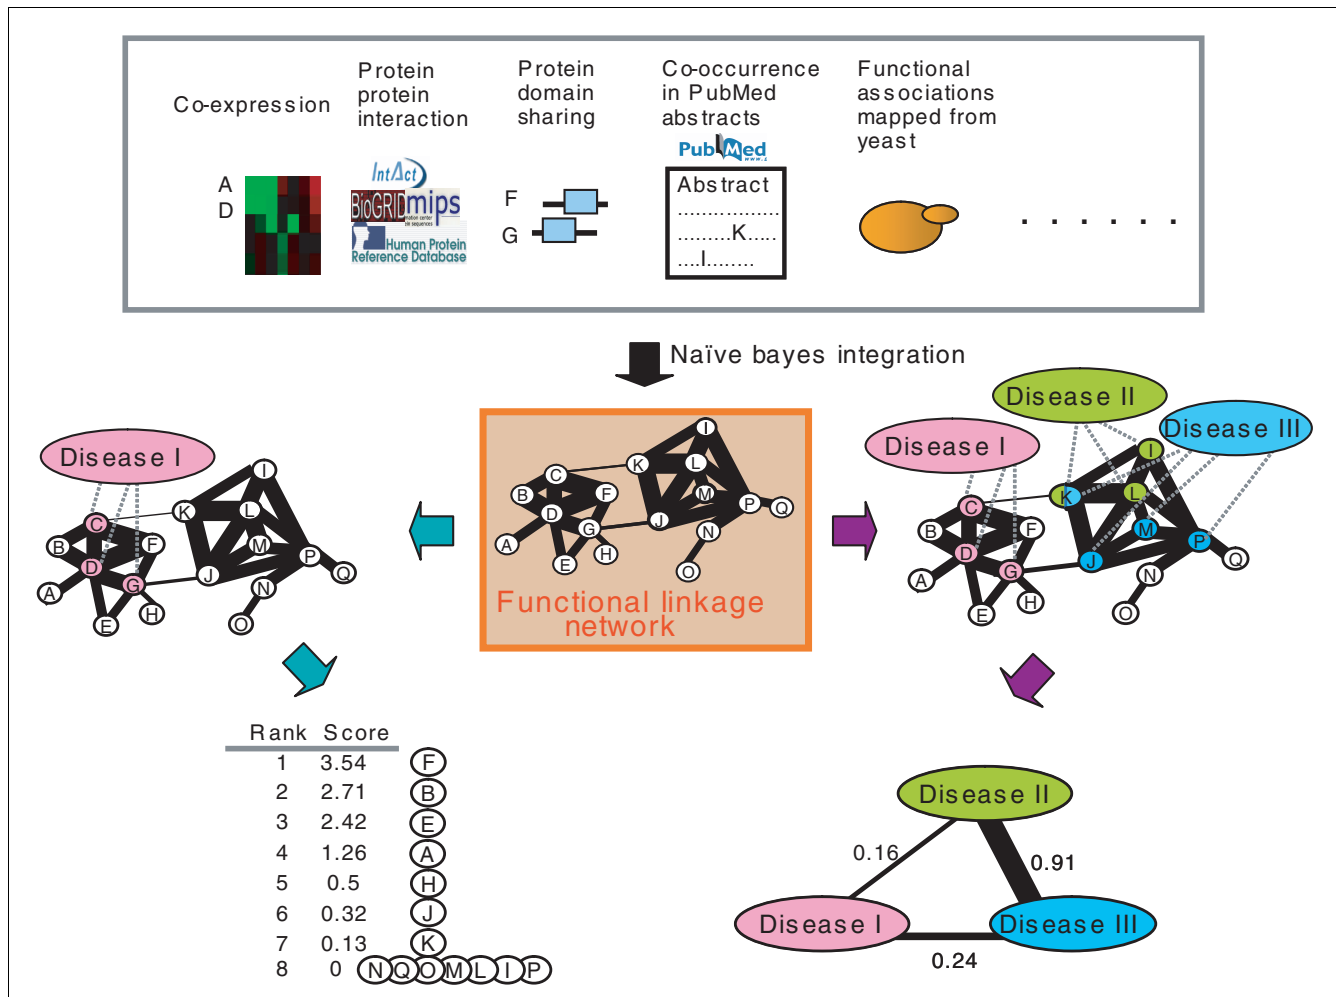 Co-expression
Protein
protein
interaction
Protein
domain
sharing
Co-occurrence
in PubMed
abstracts
Functional
associations
mapped from
yeast
A
D
IntAct
BioGRID
mips
Human Protein
Reference Database
F
G
PubMed
Abstract
..................
.........K.....
....I........
. . . . . .
Naïve bayes integration
Disease I
I
K
L
C
B
F
M
D
P
G
J
Q
A
N
H
E
O
I
K
L
C
B
F
M
D
P
Q
G
J
N
A
H
E
O
Functional linkage
network
Disease II
Disease I
Disease III
I
K
L
C
B
F
M
D
P
G
J
Q
A
N
H
E
O
Rank Score
1 3.54 F
2 2.71 B
3 2.42 E
4 1.26 A
5 0.5 H
6 0.32 J
7 0.13 K
8 0 N Q O M L I P
Disease II
0.16
0.91
Disease I
Disease III
0.24